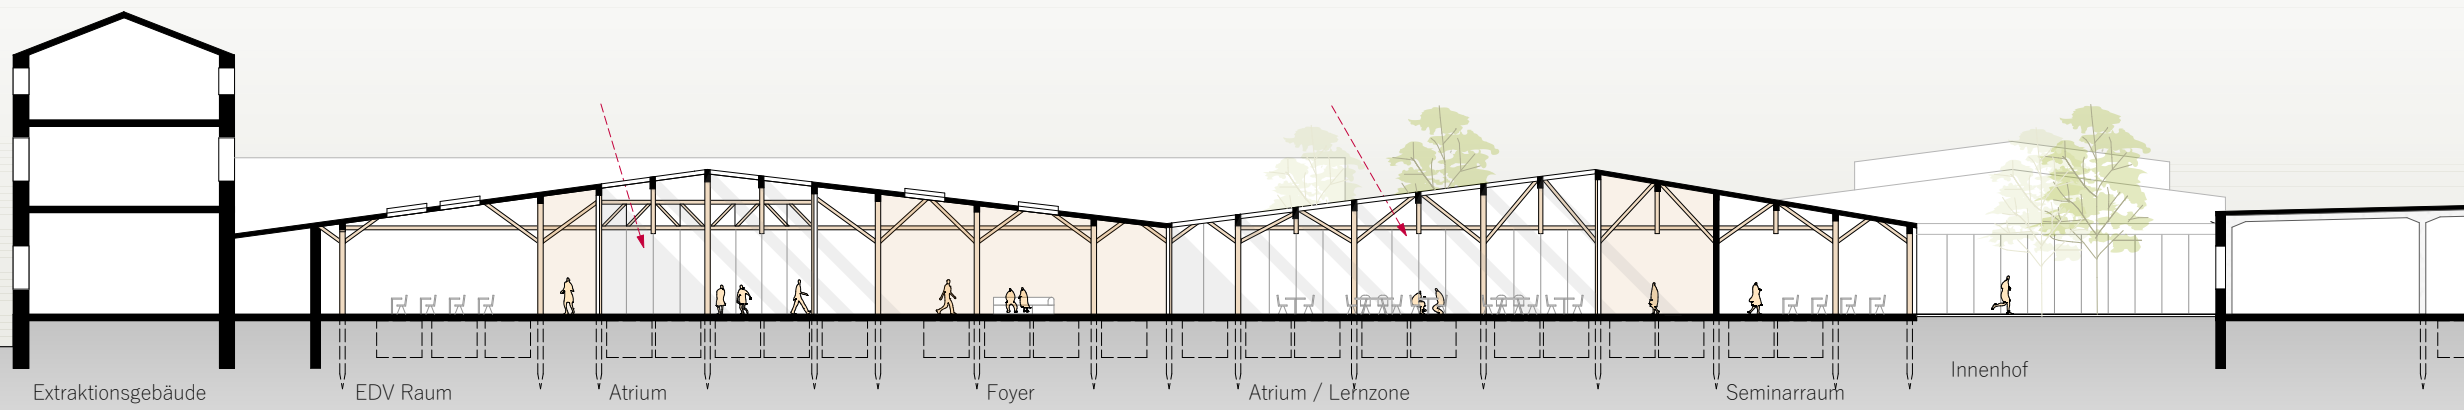 Extraktionsgebäude
EDV Raum
Atrium
Foyer
Atrium / Lernzone
Seminarraum
Innenhof